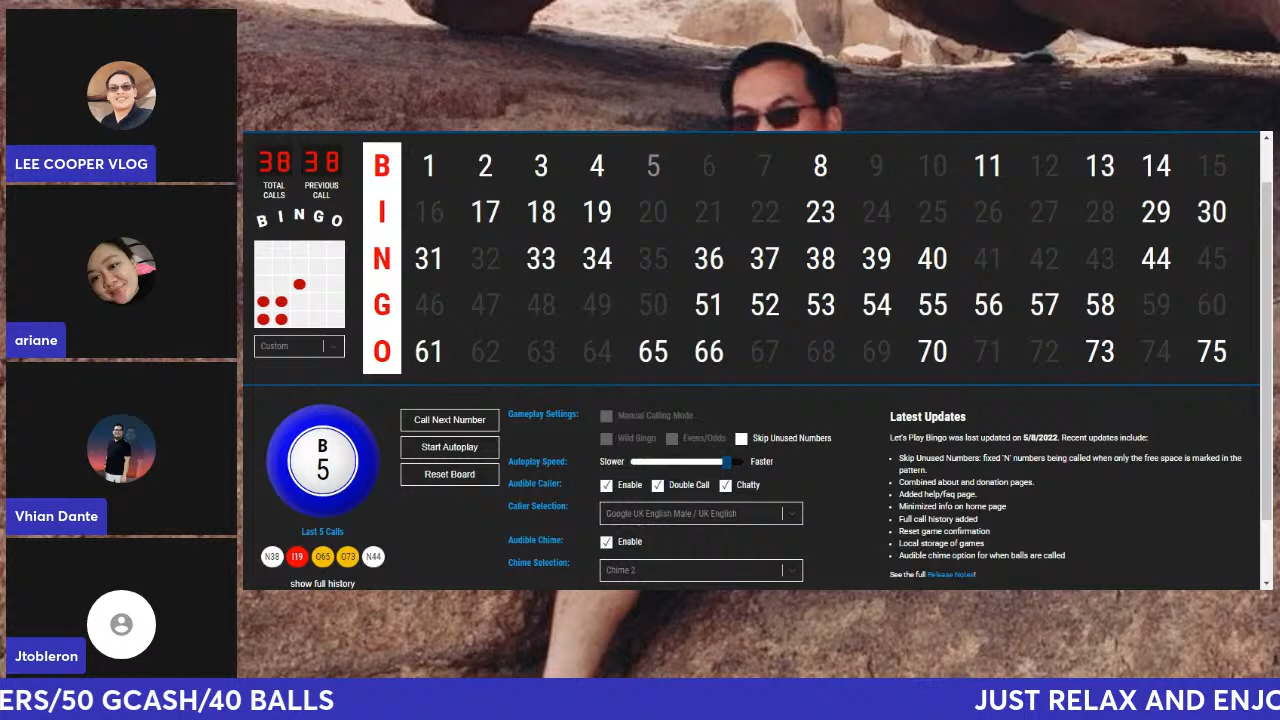 LEE COOPER VLOG
ariane
Vhian Dante
Jtobleron
38 38
TOTAL CALLS PREVIOUS CALL
B I N G O
Custom
B 1 2 3 4 5 6 7 8 9 10 11 12 13 14 15
I 16 17 18 19 20 21 22 23 24 25 26 27 28 29 30
N 31 32 33 34 35 36 37 38 39 40 41 42 43 44 45
G 46 47 48 49 50 51 52 53 54 55 56 57 58 59 60
O 61 62 63 64 65 66 67 68 69 70 71 72 73 74 75
B
5
Last 5 Calls
N38 I19 O65 O73 N44
show full history
Call Next Number
Start Autoplay
Reset Board
Gameplay Settings: Manual Calling Mode
Wild Bingo Evens/Odds Skip Unused Numbers
Autoplay Speed: Slower Faster
Audible Caller: Enable Double Call Chatty
Caller Selection: Google UK English Male / UK English
Audible Chime: Enable
Chime Selection: Chime 2
Latest Updates
Let's Play Bingo was last updated on 5/8/2022. Recent updates include:
• Skip Unused Numbers: fixed 'N' numbers being called when only the free space is marked in the
pattern.
• Combined about and donation pages.
• Added help/faq page.
• Minimized info on home page
• Full call history added
• Reset game confirmation
• Local storage of games
• Audible chime option for when balls are called
See the full Release Notes!
ERS/50 GCASH/40 BALLS JUST RELAX AND ENJO